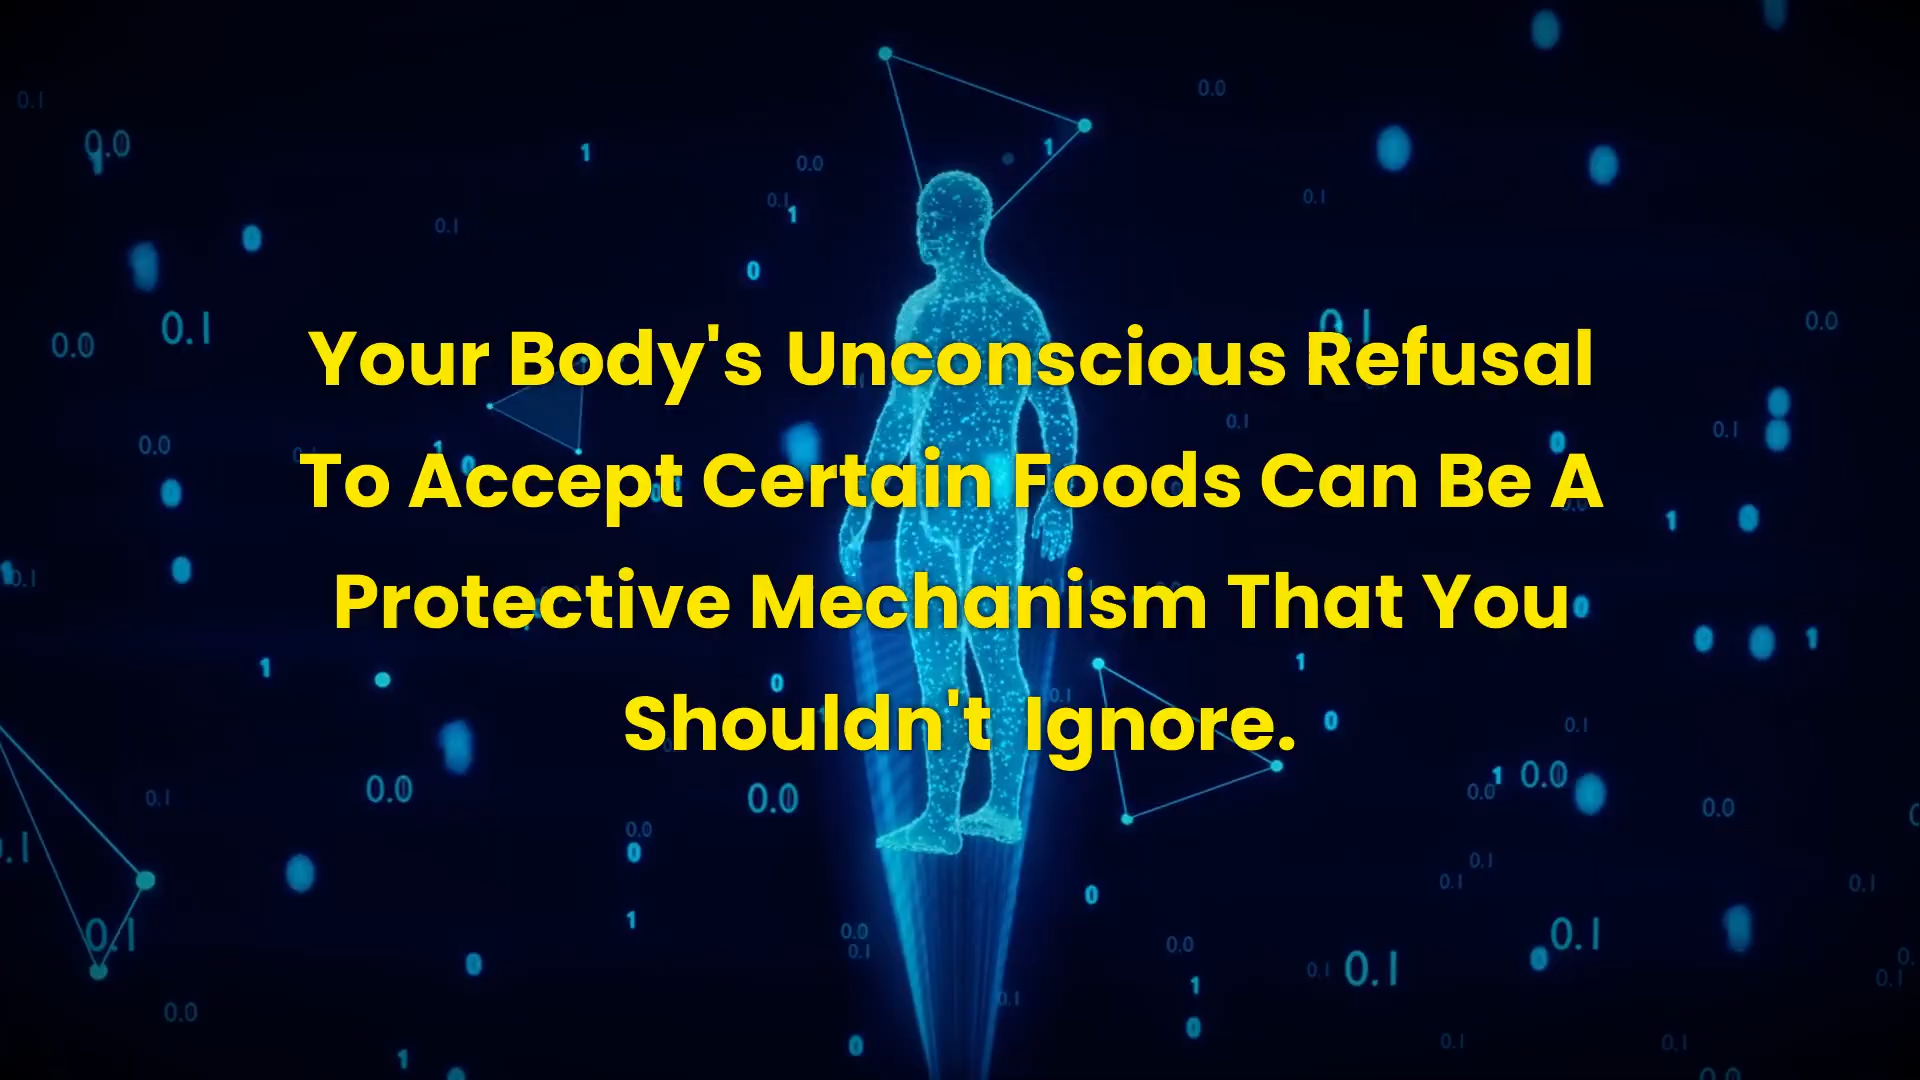 Your Body's Unconscious Refusal
To Accept Certain Foods Can Be A
Protective Mechanism That You
Shouldn't Ignore.